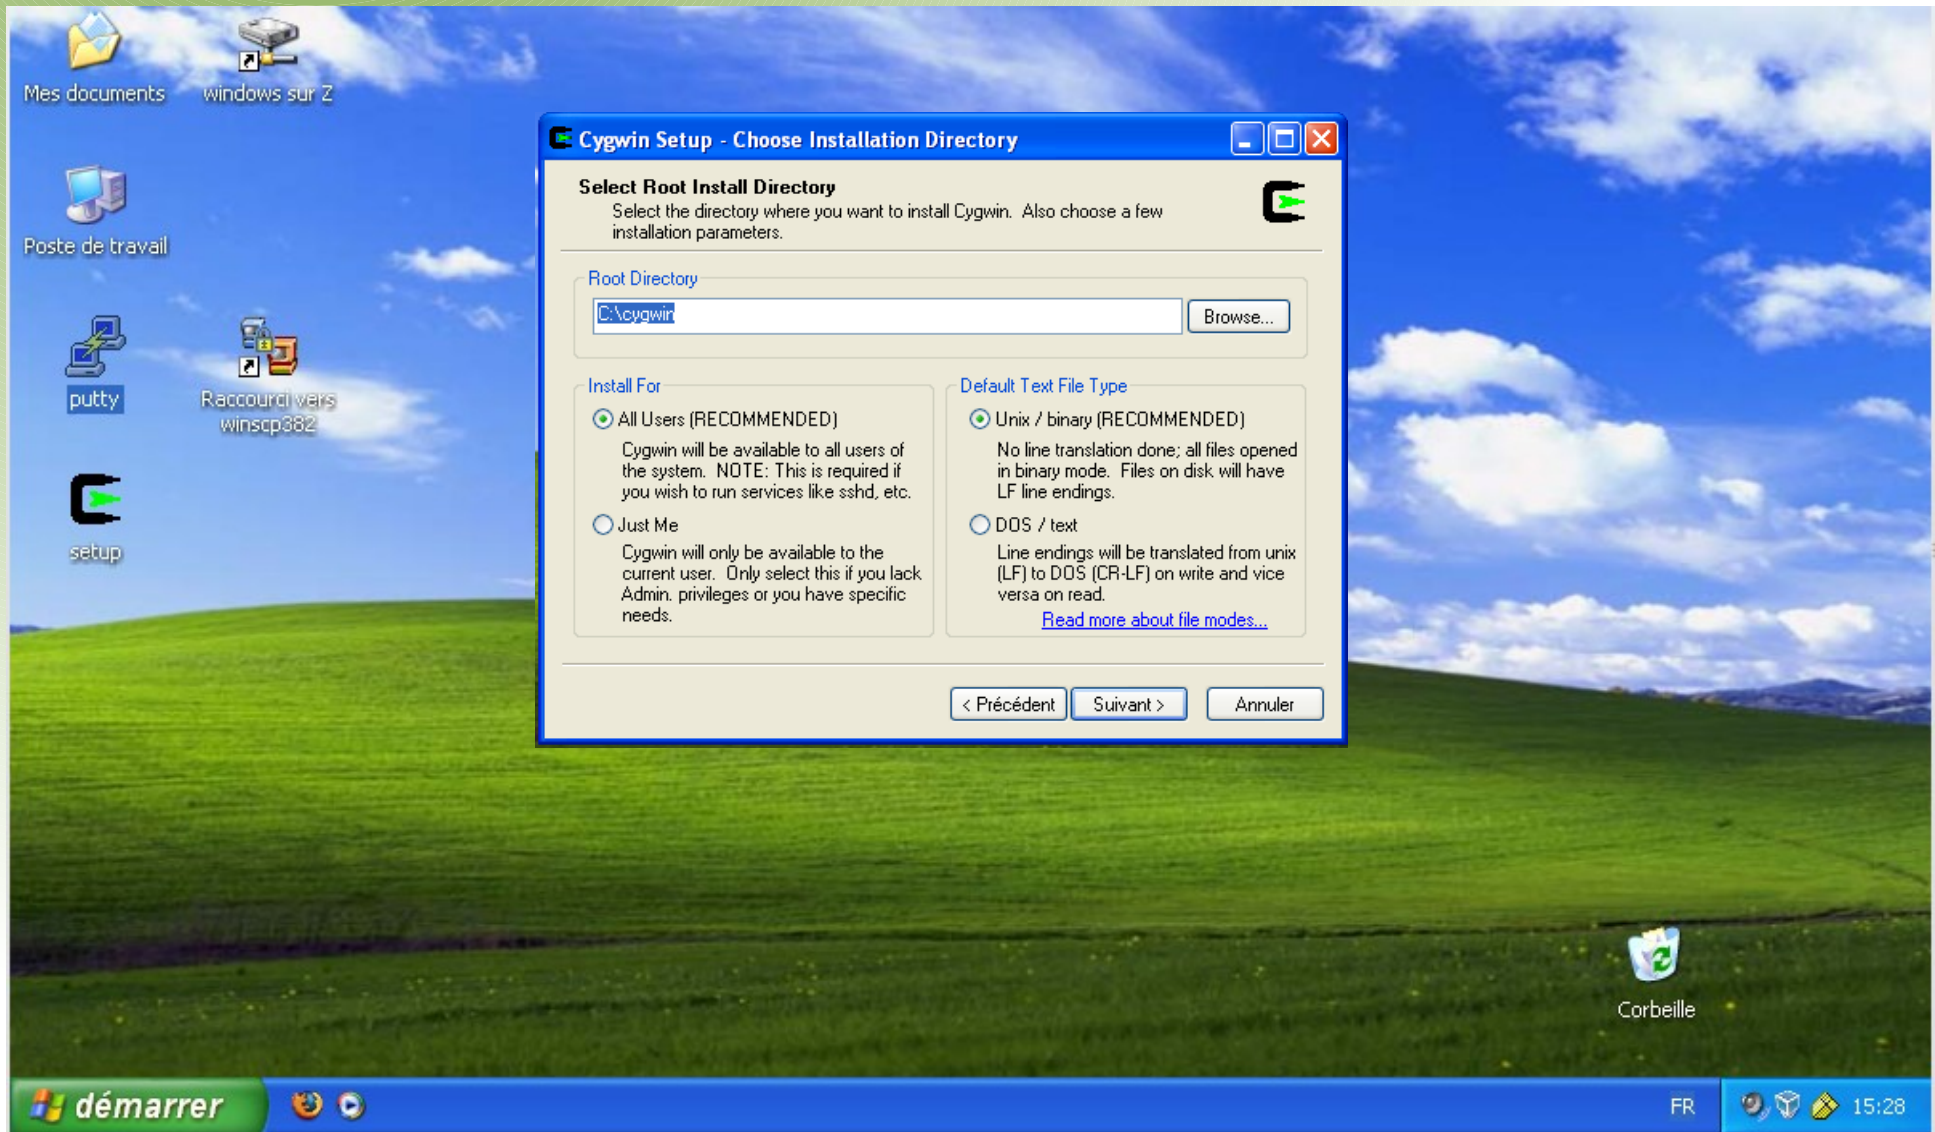 Mes documents
windows sur Z
Poste de travail
putty
Raccourci vers
winscp382
setup
Cygwin Setup - Choose Installation Directory
Select Root Install Directory
Select the directory where you want to install Cygwin. Also choose a few
installation parameters.
Root Directory
C:\cygwin
Browse...
Install For
All Users (RECOMMENDED)
Cygwin will be available to all users of
the system. NOTE: This is required if
you wish to run services like sshd, etc.
Just Me
Cygwin will only be available to the
current user. Only select this if you lack
Admin. privileges or you have specific
needs.
Default Text File Type
Unix / binary (RECOMMENDED)
No line translation done; all files opened
in binary mode. Files on disk will have
LF line endings.
DOS / text
Line endings will be translated from unix
(LF) to DOS (CR-LF) on write and vice
versa on read.
Read more about file modes...
< Précédent
Suivant >
Annuler
Corbeille
démarrer
FR
15:28